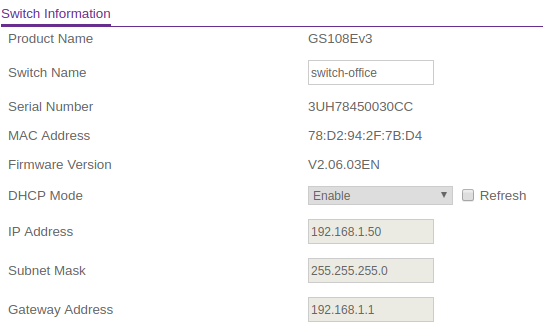 Switch Information
Product Name GS108Ev3
Switch Name switch-office
Serial Number 3UH78450030CC
MAC Address 78:D2:94:2F:7B:D4
Firmware Version V2.06.03EN
DHCP Mode Enable Refresh
IP Address 192.168.1.50
Subnet Mask 255.255.255.0
Gateway Address 192.168.1.1